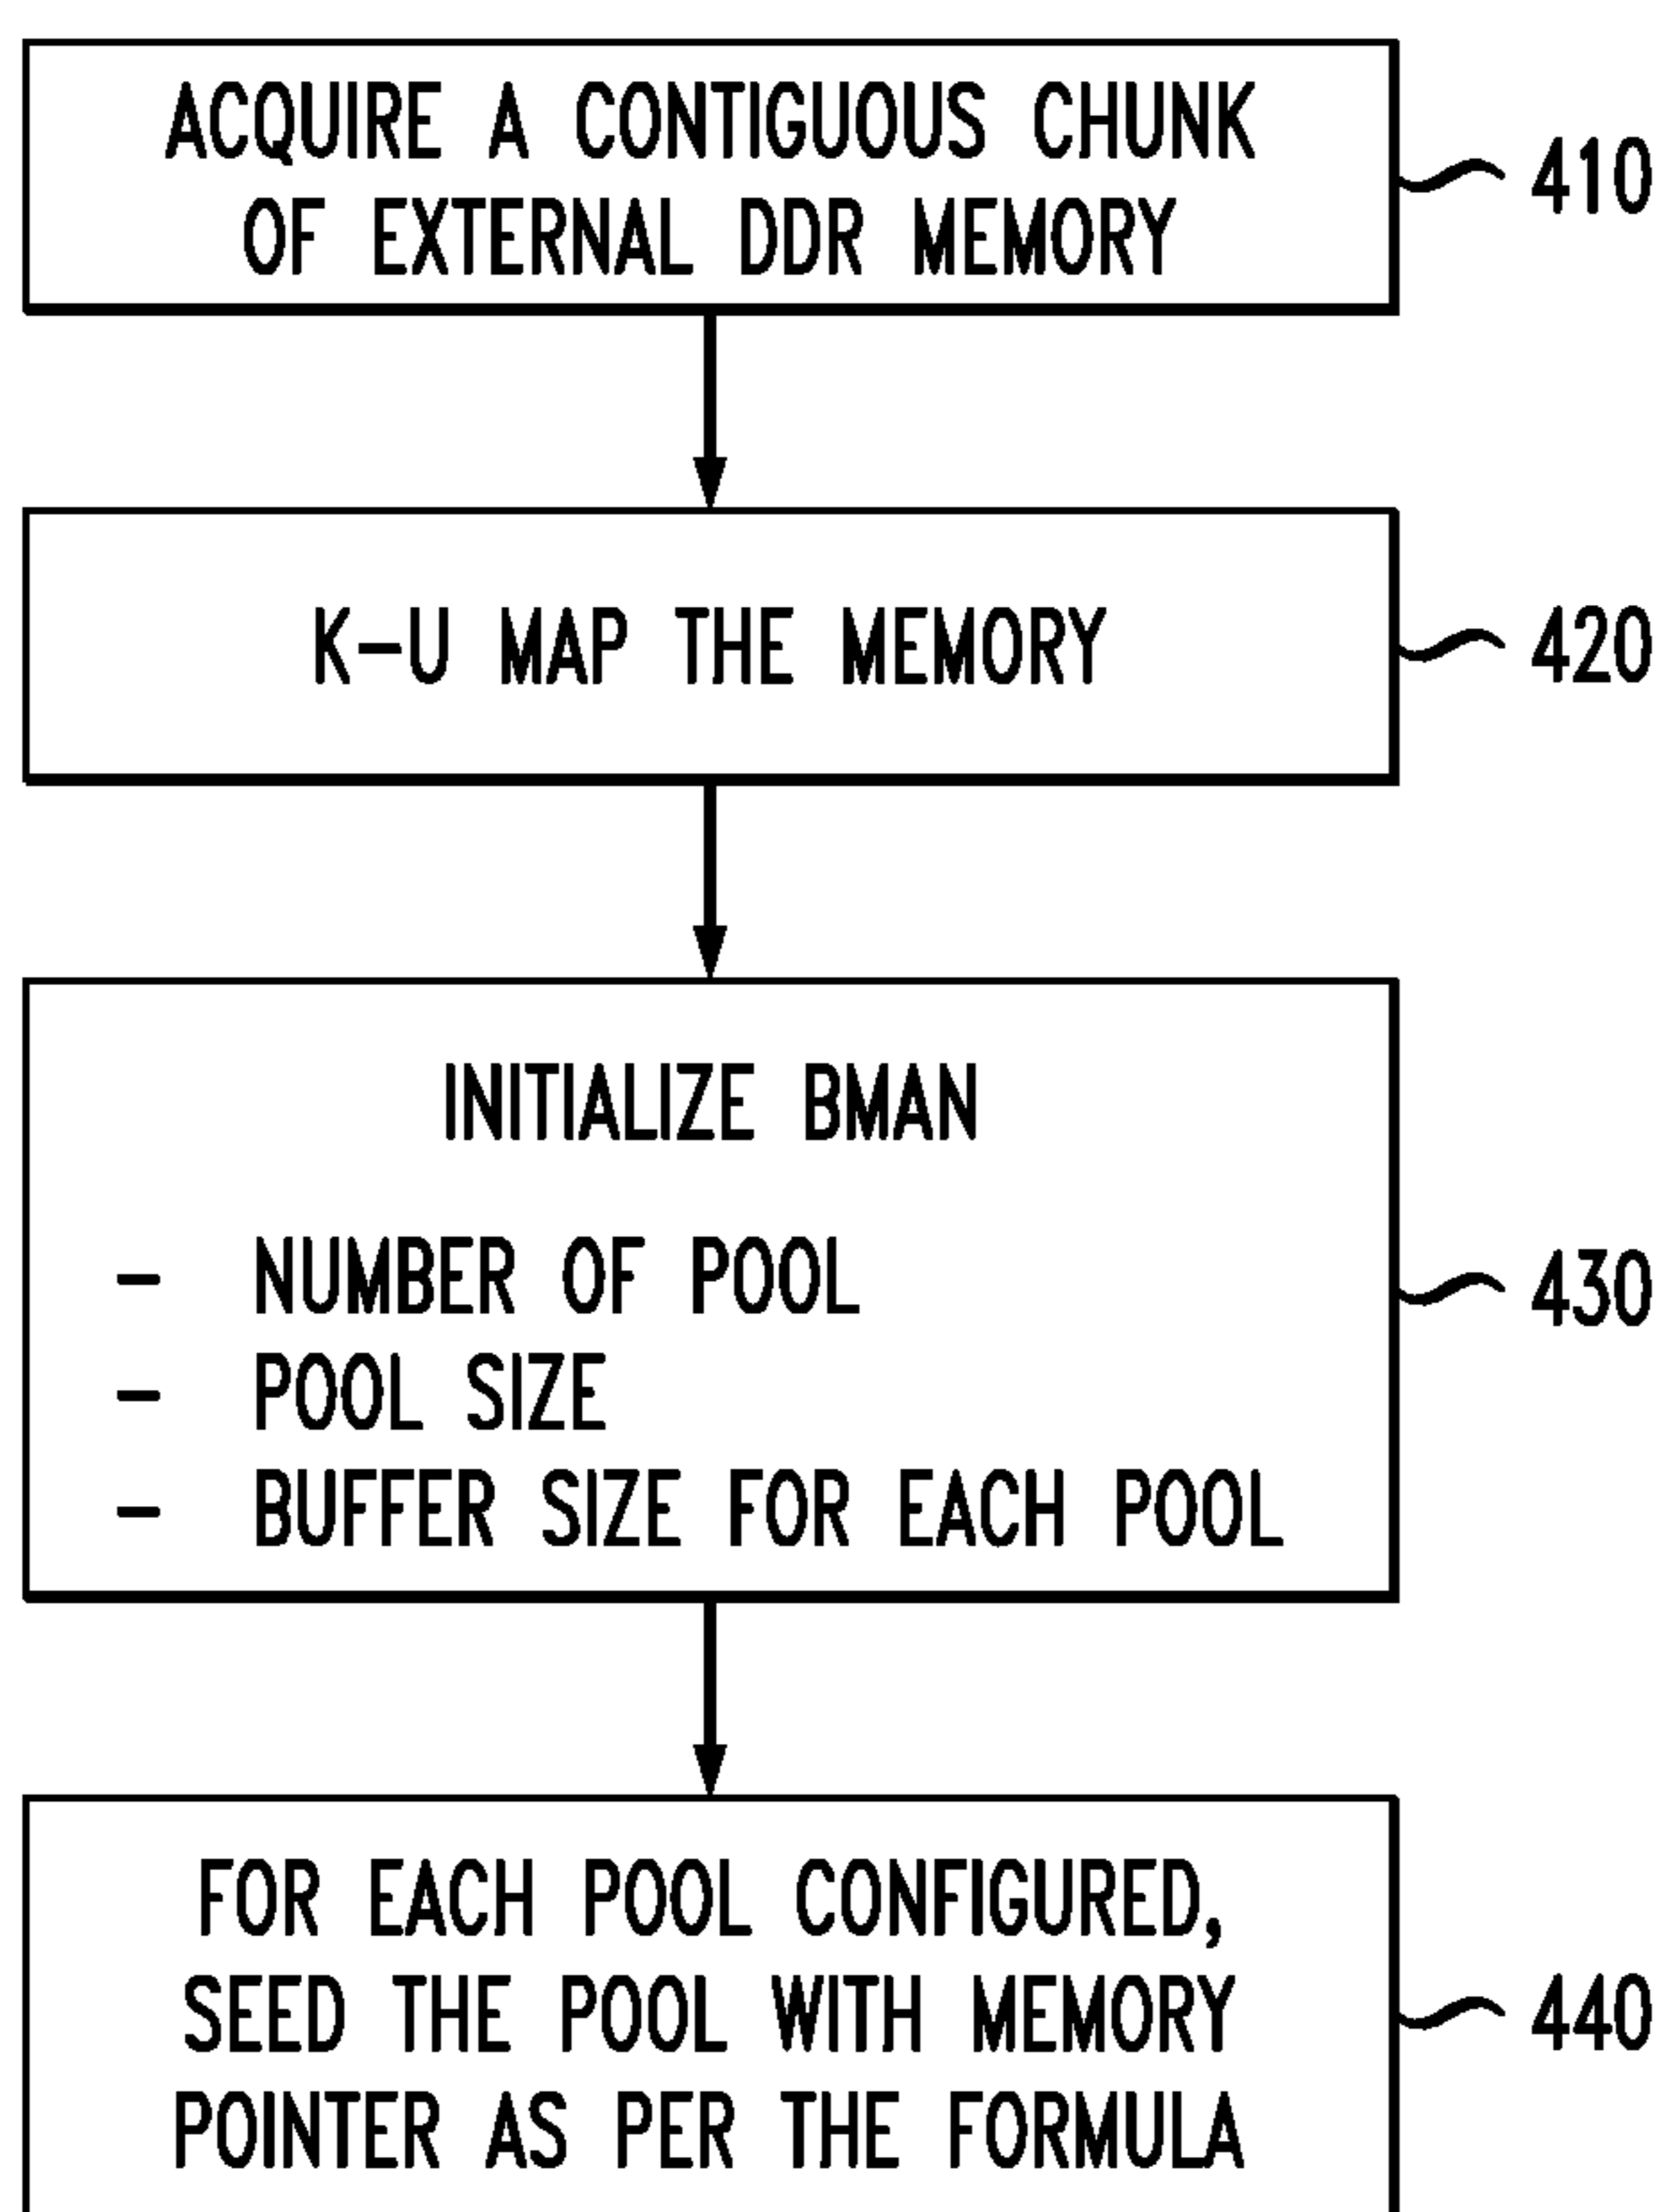 ACQUIRE A CONTIGUOUS CHUNK
OF EXTERNAL DDR MEMORY
410
K-U MAP THE MEMORY
420
INITIALIZE BMAN
- NUMBER OF POOL
- POOL SIZE
- BUFFER SIZE FOR EACH POOL
430
FOR EACH POOL CONFIGURED,
SEED THE POOL WITH MEMORY
POINTER AS PER THE FORMULA
440